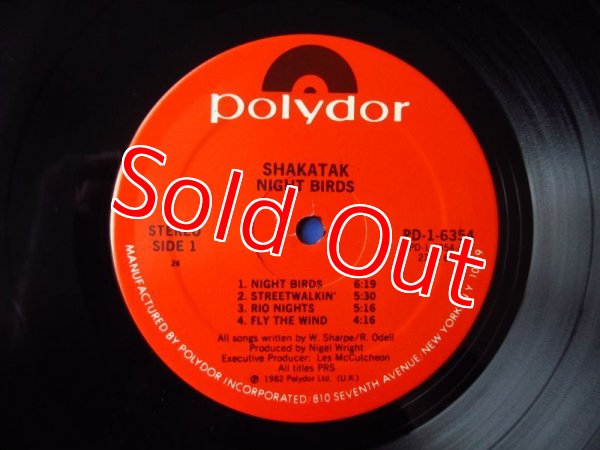 polydor
SHAKATAK
NIGHT BIRDS
Sold Out
STEREO
SIDE 1
26
PD-1-6354
1. NIGHT BIRDS 6:19
2. STREETWALKIN' 5:30
3. RIO NIGHTS 5:16
4. FLY THE WIND 4:16
All songs written by W. Sharpe/R. Odell
Produced by Nigel Wright
Executive Producer: Les McCutcheon
All titles PRS
℗ 1982 Polydor Ltd. (U.K.)
MANUFACTURED BY POLYDOR INCORPORATED/810 SEVENTH AVENUE/NEW YORK